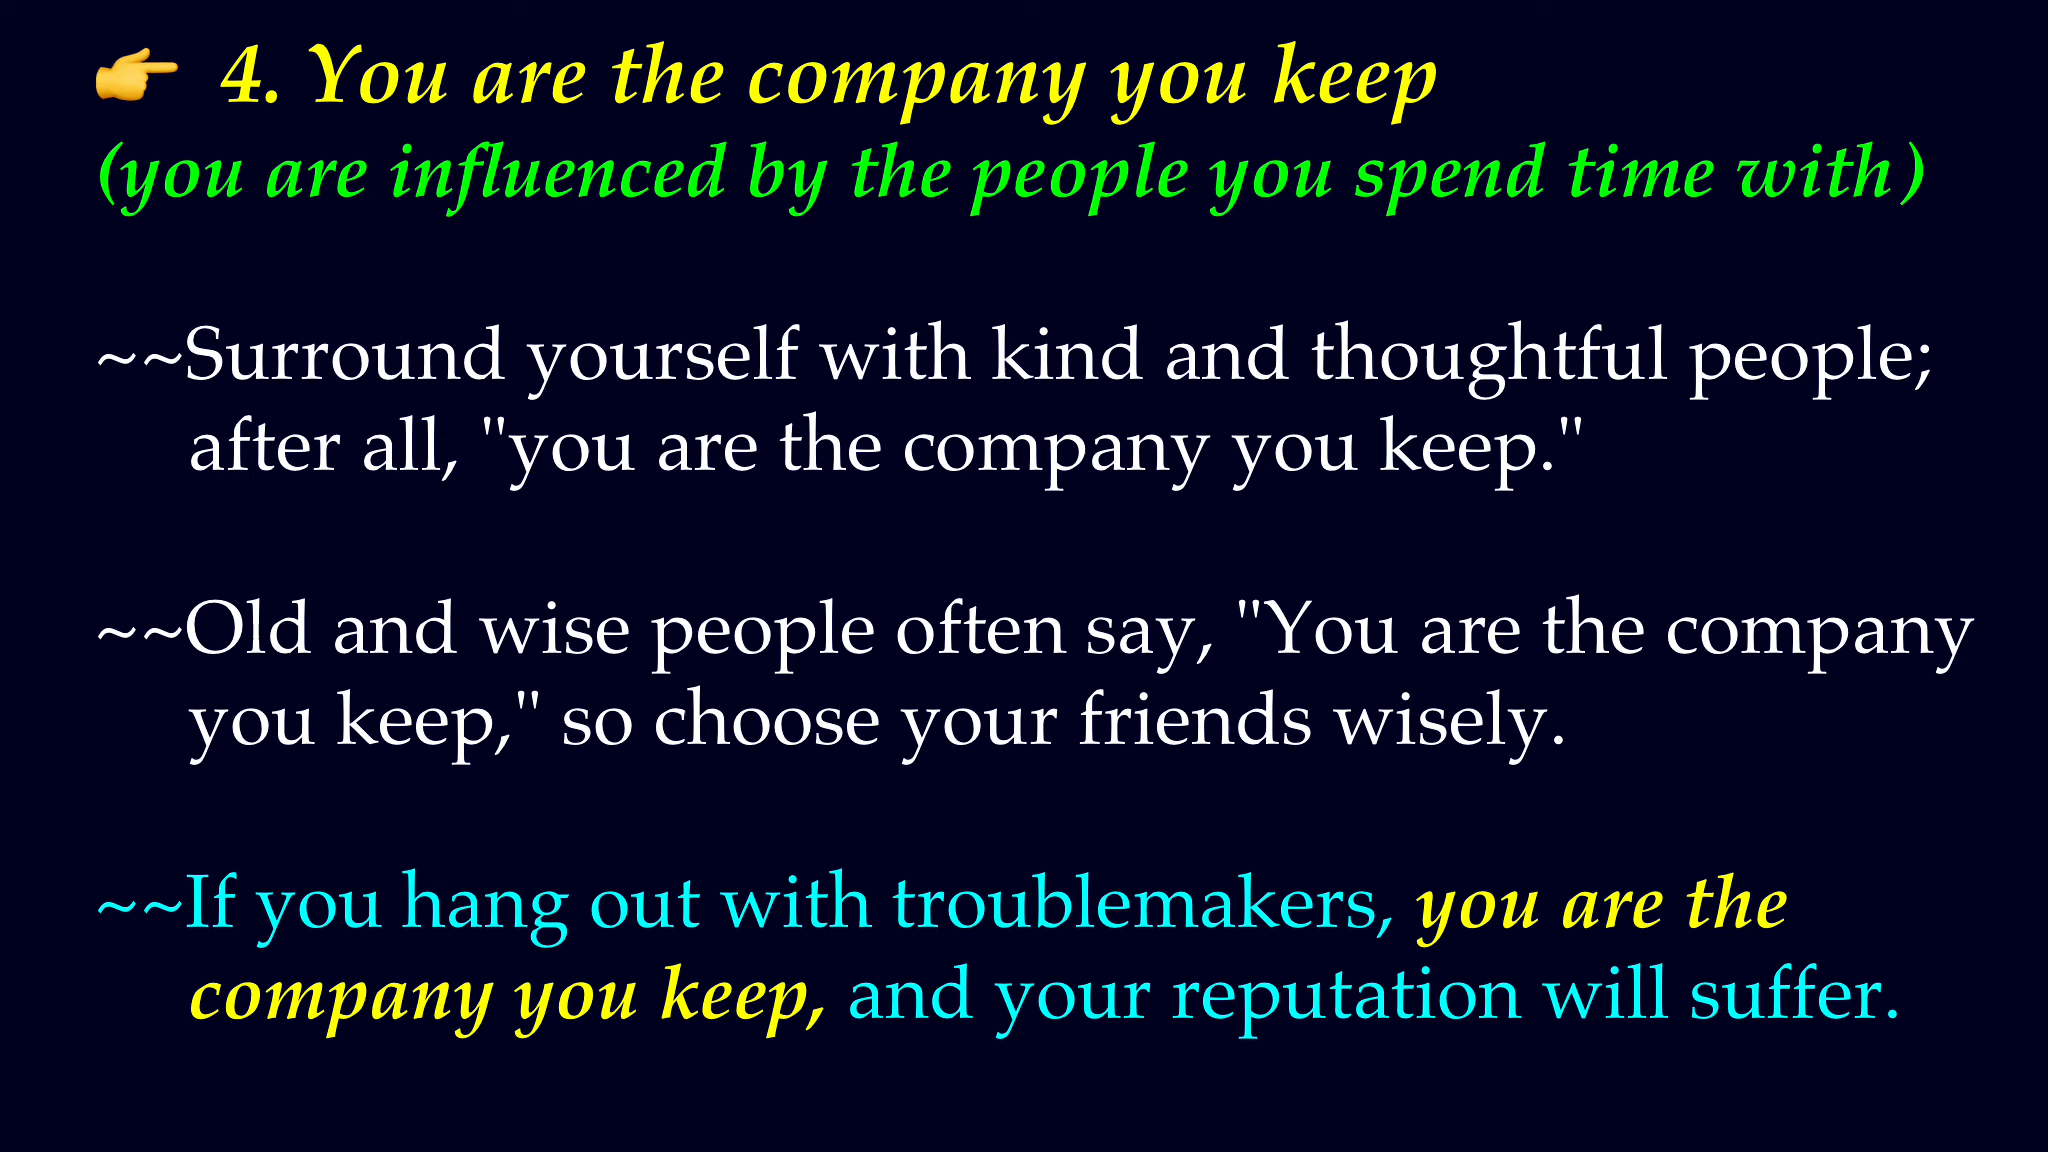 👉 4. You are the company you keep
(you are influenced by the people you spend time with)
~~Surround yourself with kind and thoughtful people;
after all, "you are the company you keep."
~~Old and wise people often say, "You are the company
you keep," so choose your friends wisely.
~~If you hang out with troublemakers, you are the
company you keep, and your reputation will suffer.